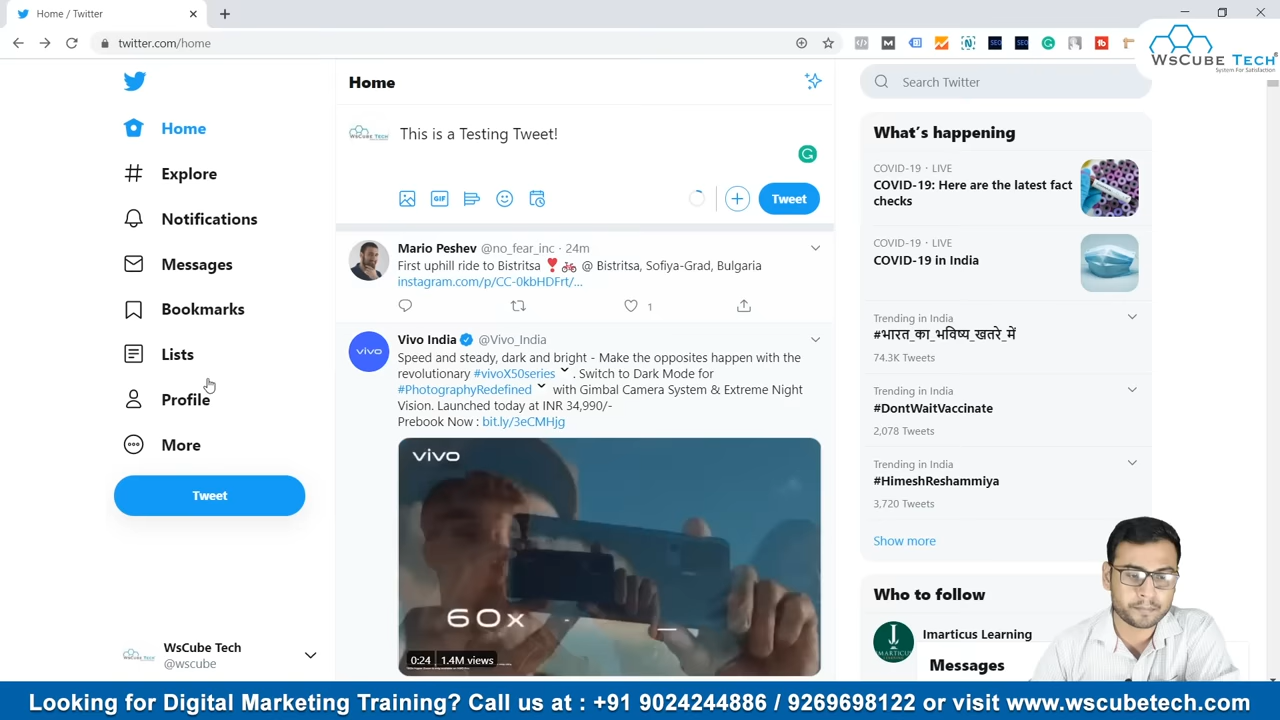 Home / Twitter
twitter.com/home
WsCube Tech
System For Satisfaction
Home
Explore
Notifications
Messages
Bookmarks
Lists
Profile
More
Tweet
WsCube Tech
@wscube
Home
This is a Testing Tweet!
GIF
Tweet
Mario Peshev @no_fear_inc · 24m
First uphill ride to Bistritsa ❣️🚲 @ Bistritsa, Sofiya-Grad, Bulgaria
instagram.com/p/CC-0kbHDFrt/...
1
Vivo India @Vivo_India
Speed and steady, dark and bright - Make the opposites happen with the
revolutionary #vivoX50series . Switch to Dark Mode for
#PhotographyRedefined with Gimbal Camera System & Extreme Night
Vision. Launched today at INR 34,990/-
Prebook Now : bit.ly/3eCMHjg
vivo
vivo
60x
0:24 1.4M views
Search Twitter
What's happening
COVID-19 · LIVE
COVID-19: Here are the latest fact
checks
COVID-19 · LIVE
COVID-19 in India
Trending in India
#भारत_का_भविष्य_खतरे_में
74.3K Tweets
Trending in India
#DontWaitVaccinate
2,078 Tweets
Trending in India
#HimeshReshammiya
3,720 Tweets
Show more
Who to follow
Imarticus Learning
Messages
Looking for Digital Marketing Training? Call us at : +91 9024244886 / 9269698122 or visit www.wscubetech.com